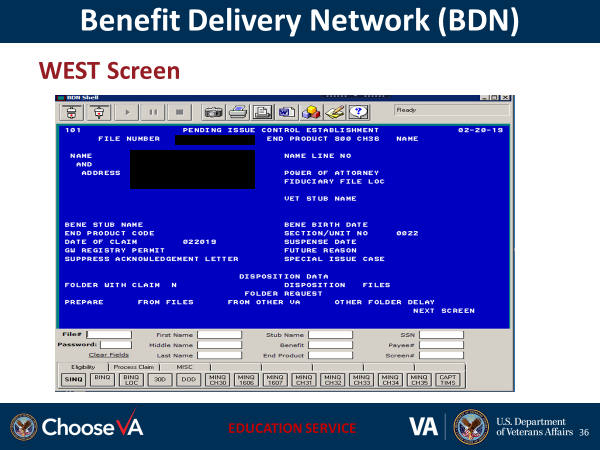 Benefit Delivery Network (BDN)
WEST Screen
BDN Shell
Ready
101 PENDING ISSUE CONTROL ESTABLISHMENT 02-20-19
FILE NUMBER END PRODUCT 800 CH36 NAME
NAME NAME LINE NO
AND
ADDRESS POWER OF ATTORNEY
FIDUCIARY FILE LOC
VET STUB NAME
BENE STUB NAME BENE BIRTH DATE
END PRODUCT CODE SECTION/UNIT NO 0022
DATE OF CLAIM 022019 SUSPENSE DATE
GW REGISTRY PERMIT FUTURE REASON
SUPPRESS ACKNOWLEDGEMENT LETTER SPECIAL ISSUE CASE
DISPOSITION DATA
FOLDER WITH CLAIM N DISPOSITION FILES
FOLDER REQUEST
PREPARE FROM FILES FROM OTHER VA OTHER FOLDER DELAY
NEXT SCREEN
File# First Name Stub Name SSN
Password: Middle Name Benefit Payee#
Clear Fields Last Name End Product Screen#
Eligibility Process Claim MISC
SINQ BINQ BINQ LOC 30D DOD MINQ CH30 MINQ 1606 MINQ 1607 MINQ CH31 MINQ CH32 MINQ CH33 MINQ CH34 MINQ CH35 CAPT TIMS
ChooseVA EDUCATION SERVICE VA U.S. Department
of Veterans Affairs 36